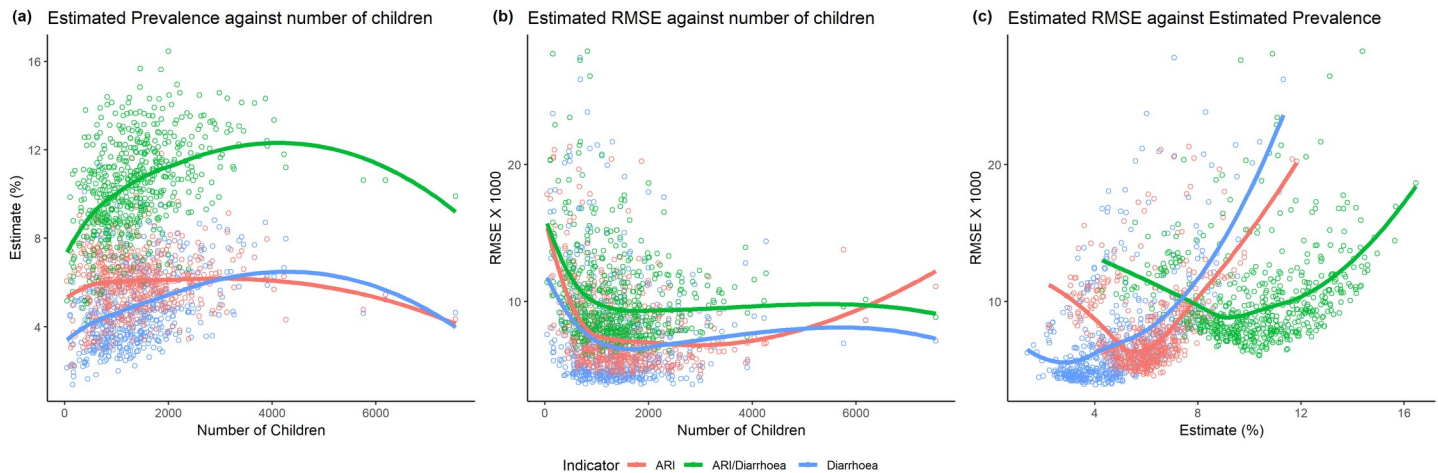 (a) Estimated Prevalence against number of children
16
12
8
4
Estimate (%)
0 2000 4000 6000
Number of Children
(b) Estimated RMSE against number of children
20
10
RMSE X 1000
0 2000 4000 6000
Number of Children
(c) Estimated RMSE against Estimated Prevalence
20
10
RMSE X 1000
4 8 12 16
Estimate (%)
Indicator ARI ARI/Diarrhoea Diarrhoea